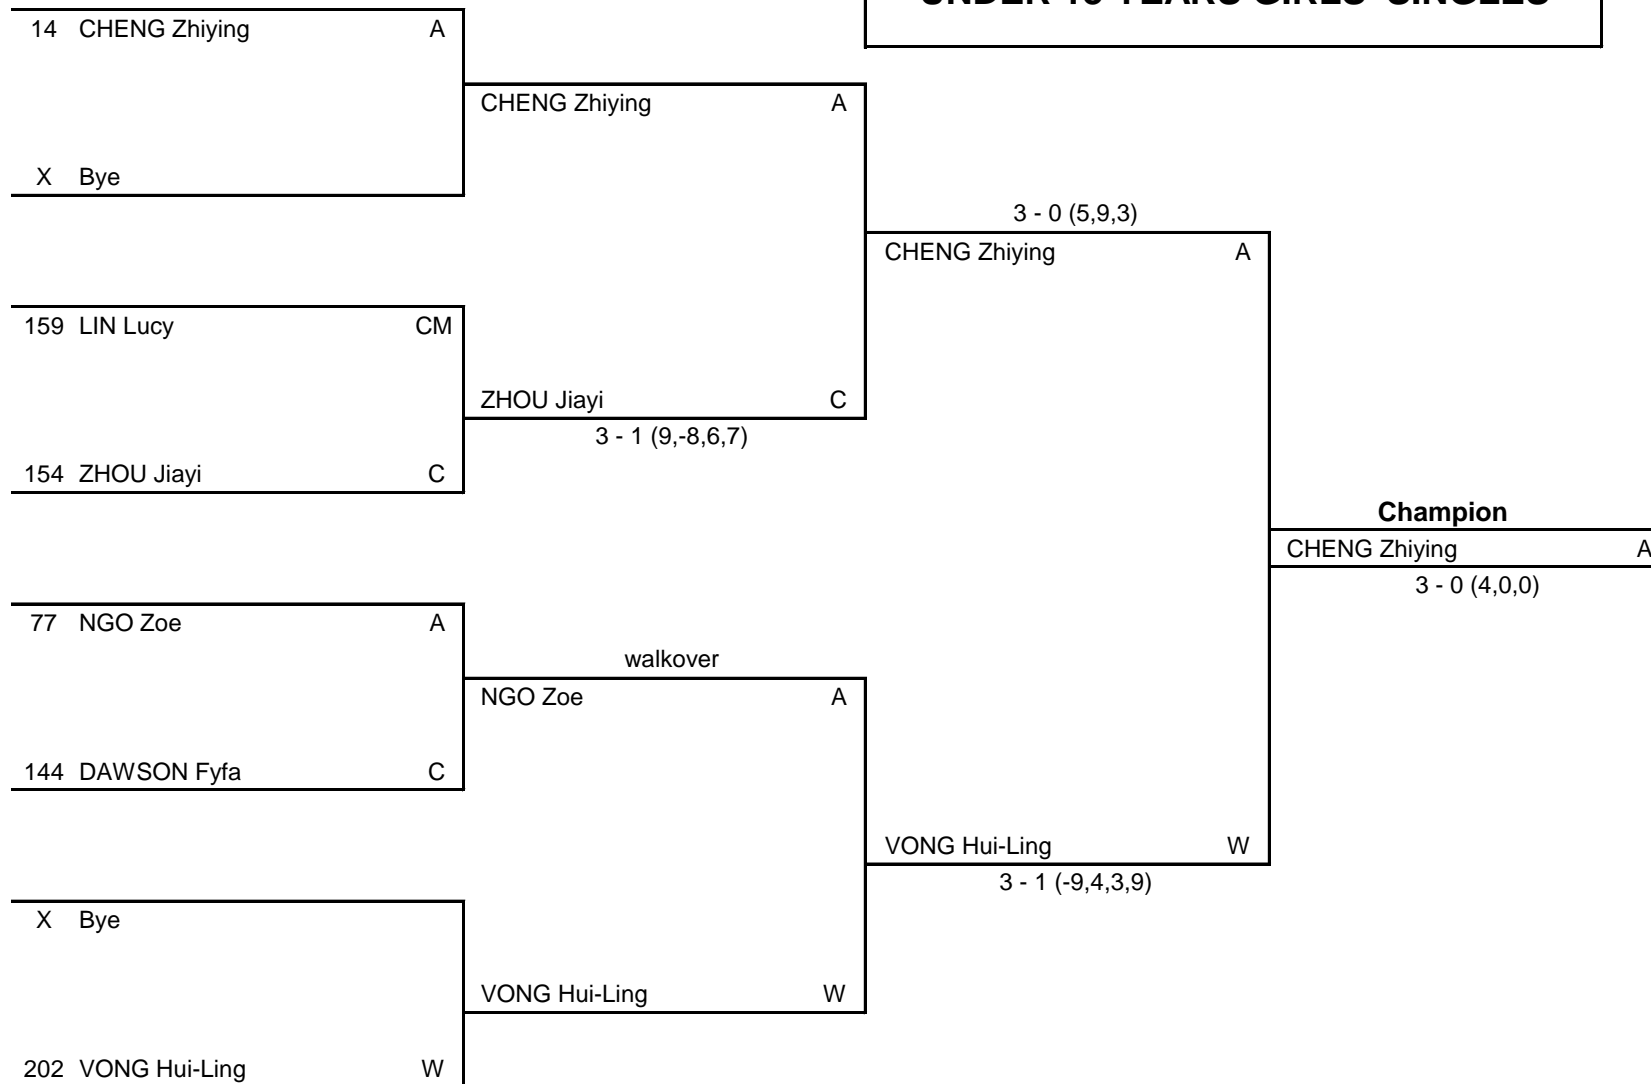 UNDER YEARS GIRLS' SINGLES
14 CHENG Zhiying A
CHENG Zhiying A
X Bye
3 - 0 (5,9,3)
CHENG Zhiying A
159 LIN Lucy CM
ZHOU Jiayi C
3 - 1 (9,-8,6,7)
154 ZHOU Jiayi C
Champion
CHENG Zhiying A
3 - 0 (4,0,0)
77 NGO Zoe A
walkover
NGO Zoe A
144 DAWSON Fyfa C
VONG Hui-Ling W
3 - 1 (-9,4,3,9)
X Bye
VONG Hui-Ling W
202 VONG Hui-Ling W